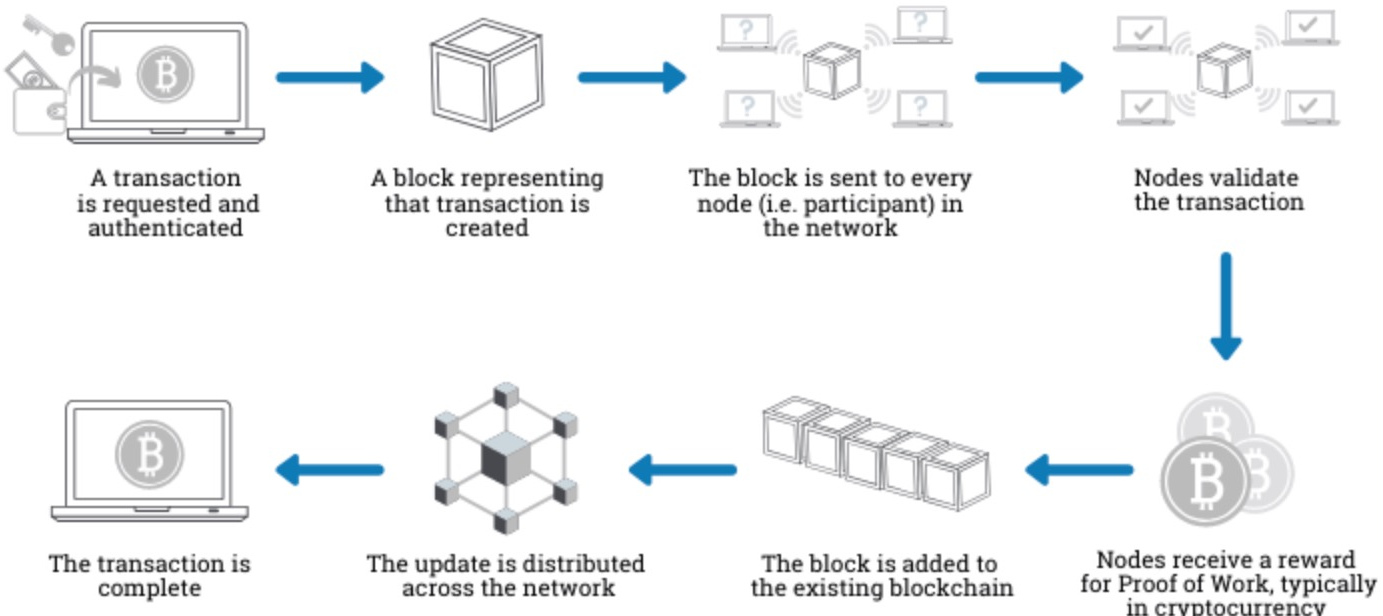 A transaction
is requested and
authenticated
A block representing
that transaction is
created
The block is sent to every
node (i.e. participant) in
the network
Nodes validate
the transaction
The transaction is
complete
The update is distributed
across the network
The block is added to
the existing blockchain
Nodes receive a reward
for Proof of Work, typically
in cryptocurrency